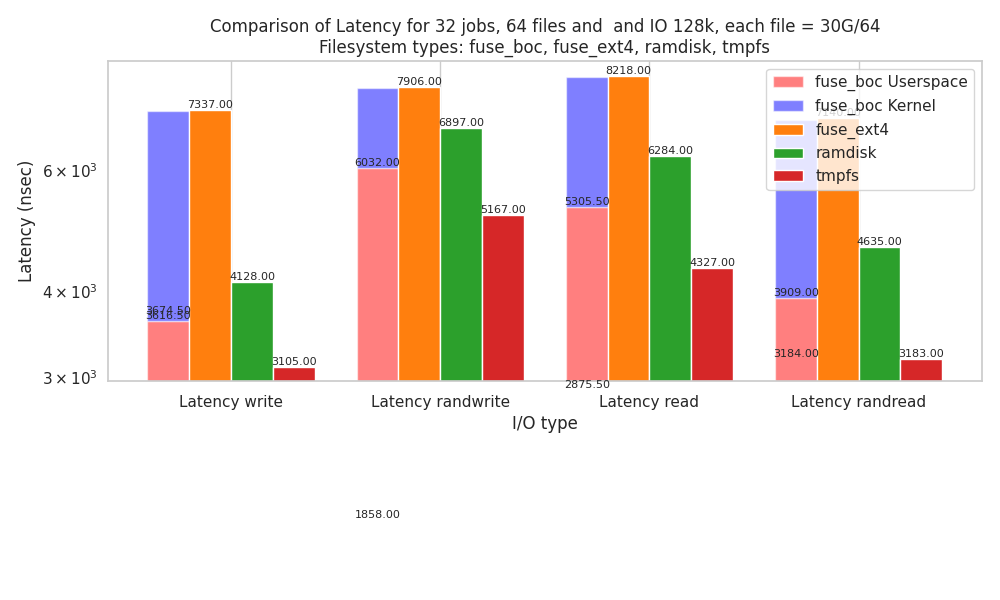 Comparison of Latency for 32 jobs, 64 files and  and IO 128k, each file = 30G/64
Filesystem types: fuse_boc, fuse_ext4, ramdisk, tmpfs
Latency (nsec)
6 × 10³
4 × 10³
3 × 10³
7337.00
3674.50
3616.50
4128.00
3105.00
7906.00
6032.00
6897.00
5167.00
1858.00
8218.00
5305.50
6284.00
4327.00
2875.50
7140.00
3909.00
3184.00
4635.00
3183.00
fuse_boc Userspace
fuse_boc Kernel
fuse_ext4
ramdisk
tmpfs
Latency write
Latency randwrite
Latency read
Latency randread
I/O type